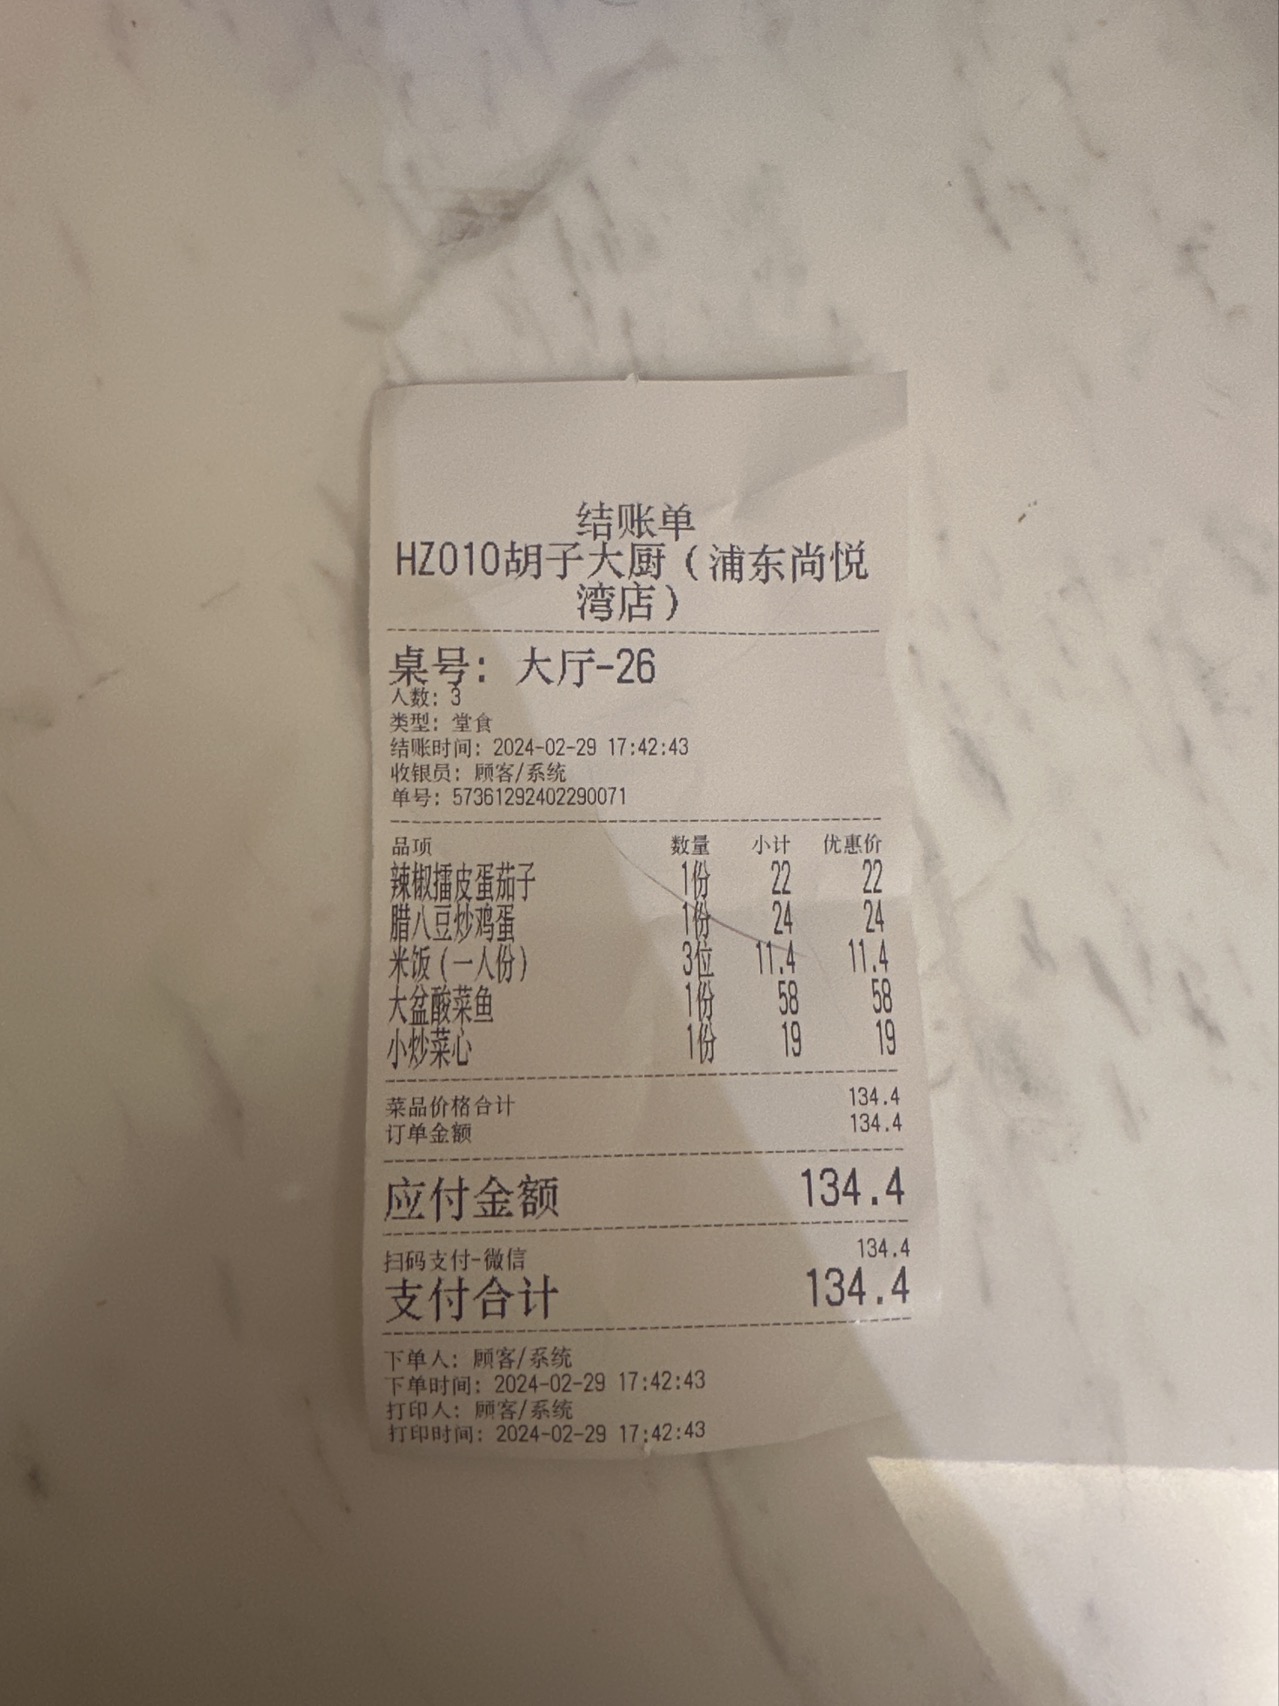 结账单
HZ010胡子大厨（浦东尚悦
湾店）
桌号：大厅-26
人数：3
类型：堂食
结账时间：2024-02-29 17:42:43
收银员：顾客/系统
单号：57361292402290071
品项 数量 小计 优惠价
辣椒擂皮蛋茄子 1份 22 22
腊八豆炒鸡蛋 1份 24 24
米饭（一人份） 3位 11.4 11.4
大盆酸菜鱼 1份 58 58
小炒菜心 1份 19 19
菜品价格合计 134.4
订单金额 134.4
应付金额 134.4
扫码支付-微信 134.4
支付合计 134.4
下单人：顾客/系统
下单时间：2024-02-29 17:42:43
打印人：顾客/系统
打印时间：2024-02-29 17:42:43